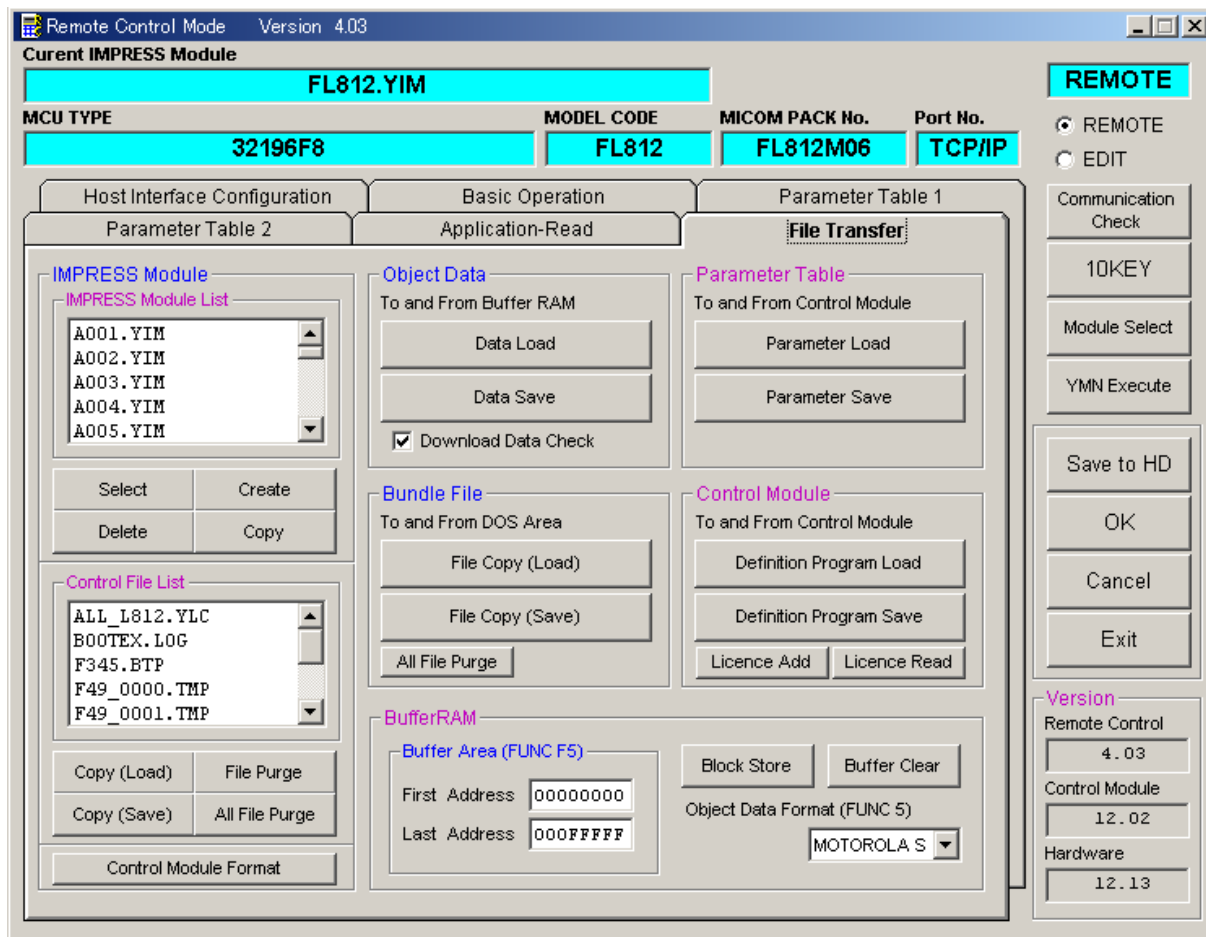 Remote Control Mode Version 4.03
Curent IMPRESS Module
FL812.YIM
MCU TYPE
MODEL CODE
MICOM PACK No.
Port No.
32196F8
FL812
FL812M06
TCP/IP
REMOTE
REMOTE
EDIT
Host Interface Configuration
Basic Operation
Parameter Table 1
Parameter Table 2
Application-Read
File Transfer
IMPRESS Module
IMPRESS Module List
A001.YIM
A002.YIM
A003.YIM
A004.YIM
A005.YIM
Select
Create
Delete
Copy
Control File List
ALL_L812.YLC
BOOTEX.LOG
F345.BTP
F49_0000.TMP
F49_0001.TMP
Copy (Load)
File Purge
Copy (Save)
All File Purge
Control Module Format
Object Data
To and From Buffer RAM
Data Load
Data Save
Download Data Check
Parameter Table
To and From Control Module
Parameter Load
Parameter Save
Bundle File
To and From DOS Area
File Copy (Load)
File Copy (Save)
All File Purge
Control Module
To and From Control Module
Definition Program Load
Definition Program Save
Licence Add
Licence Read
BufferRAM
Buffer Area (FUNC F5)
First Address 00000000
Last Address 000FFFFF
Block Store
Buffer Clear
Object Data Format (FUNC 5)
MOTOROLA S
Communication
Check
10KEY
Module Select
YMN Execute
Save to HD
OK
Cancel
Exit
Version
Remote Control
4.03
Control Module
12.02
Hardware
12.13